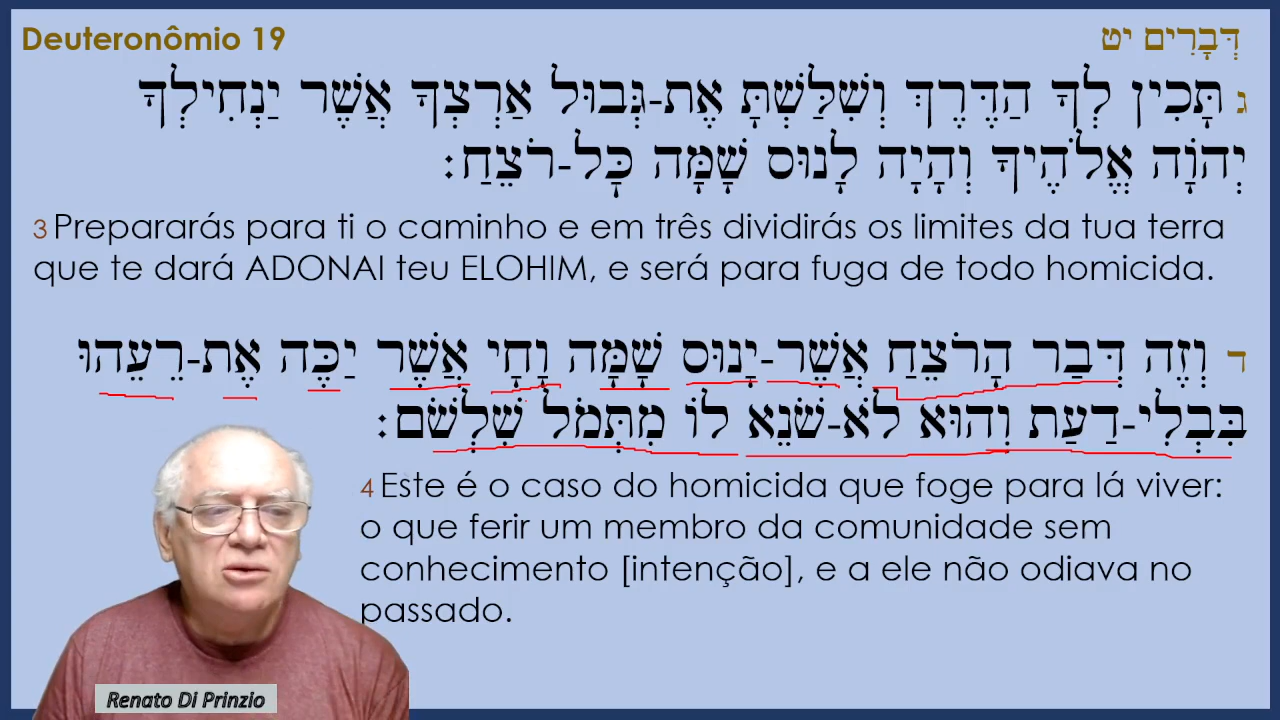 Deuteronômio 19
דְּבָרִים יט
ג תָּכִין לְךָ הַדֶּרֶךְ וְשִׁלַּשְׁתָּ אֶת-גְּבוּל אַרְצְךָ אֲשֶׁר יַנְחִילְךָ
יְהוָֹה אֱלֹהֶיךָ וְהָיָה לָנוּס שָׁמָּה כָּל-רֹצֵחַ:
3 Prepararás para ti o caminho e em três dividirás os limites da tua terra
que te dará ADONAI teu ELOHIM, e será para fuga de todo homicida.
ד וְזֶה דְּבַר הָרֹצֵחַ אֲשֶׁר-יָנוּס שָׁמָּה וָחָי אֲשֶׁר יַכֶּה אֶת-רֵעֵהוּ
בִּבְלִי-דַעַת וְהוּא לֹא-שֹׂנֵא לוֹ מִתְּמֹל שִׁלְשֹׁם:
4 Este é o caso do homicida que foge para lá viver:
o que ferir um membro da comunidade sem
conhecimento [intenção], e a ele não odiava no
passado.
Renato Di Prinzio